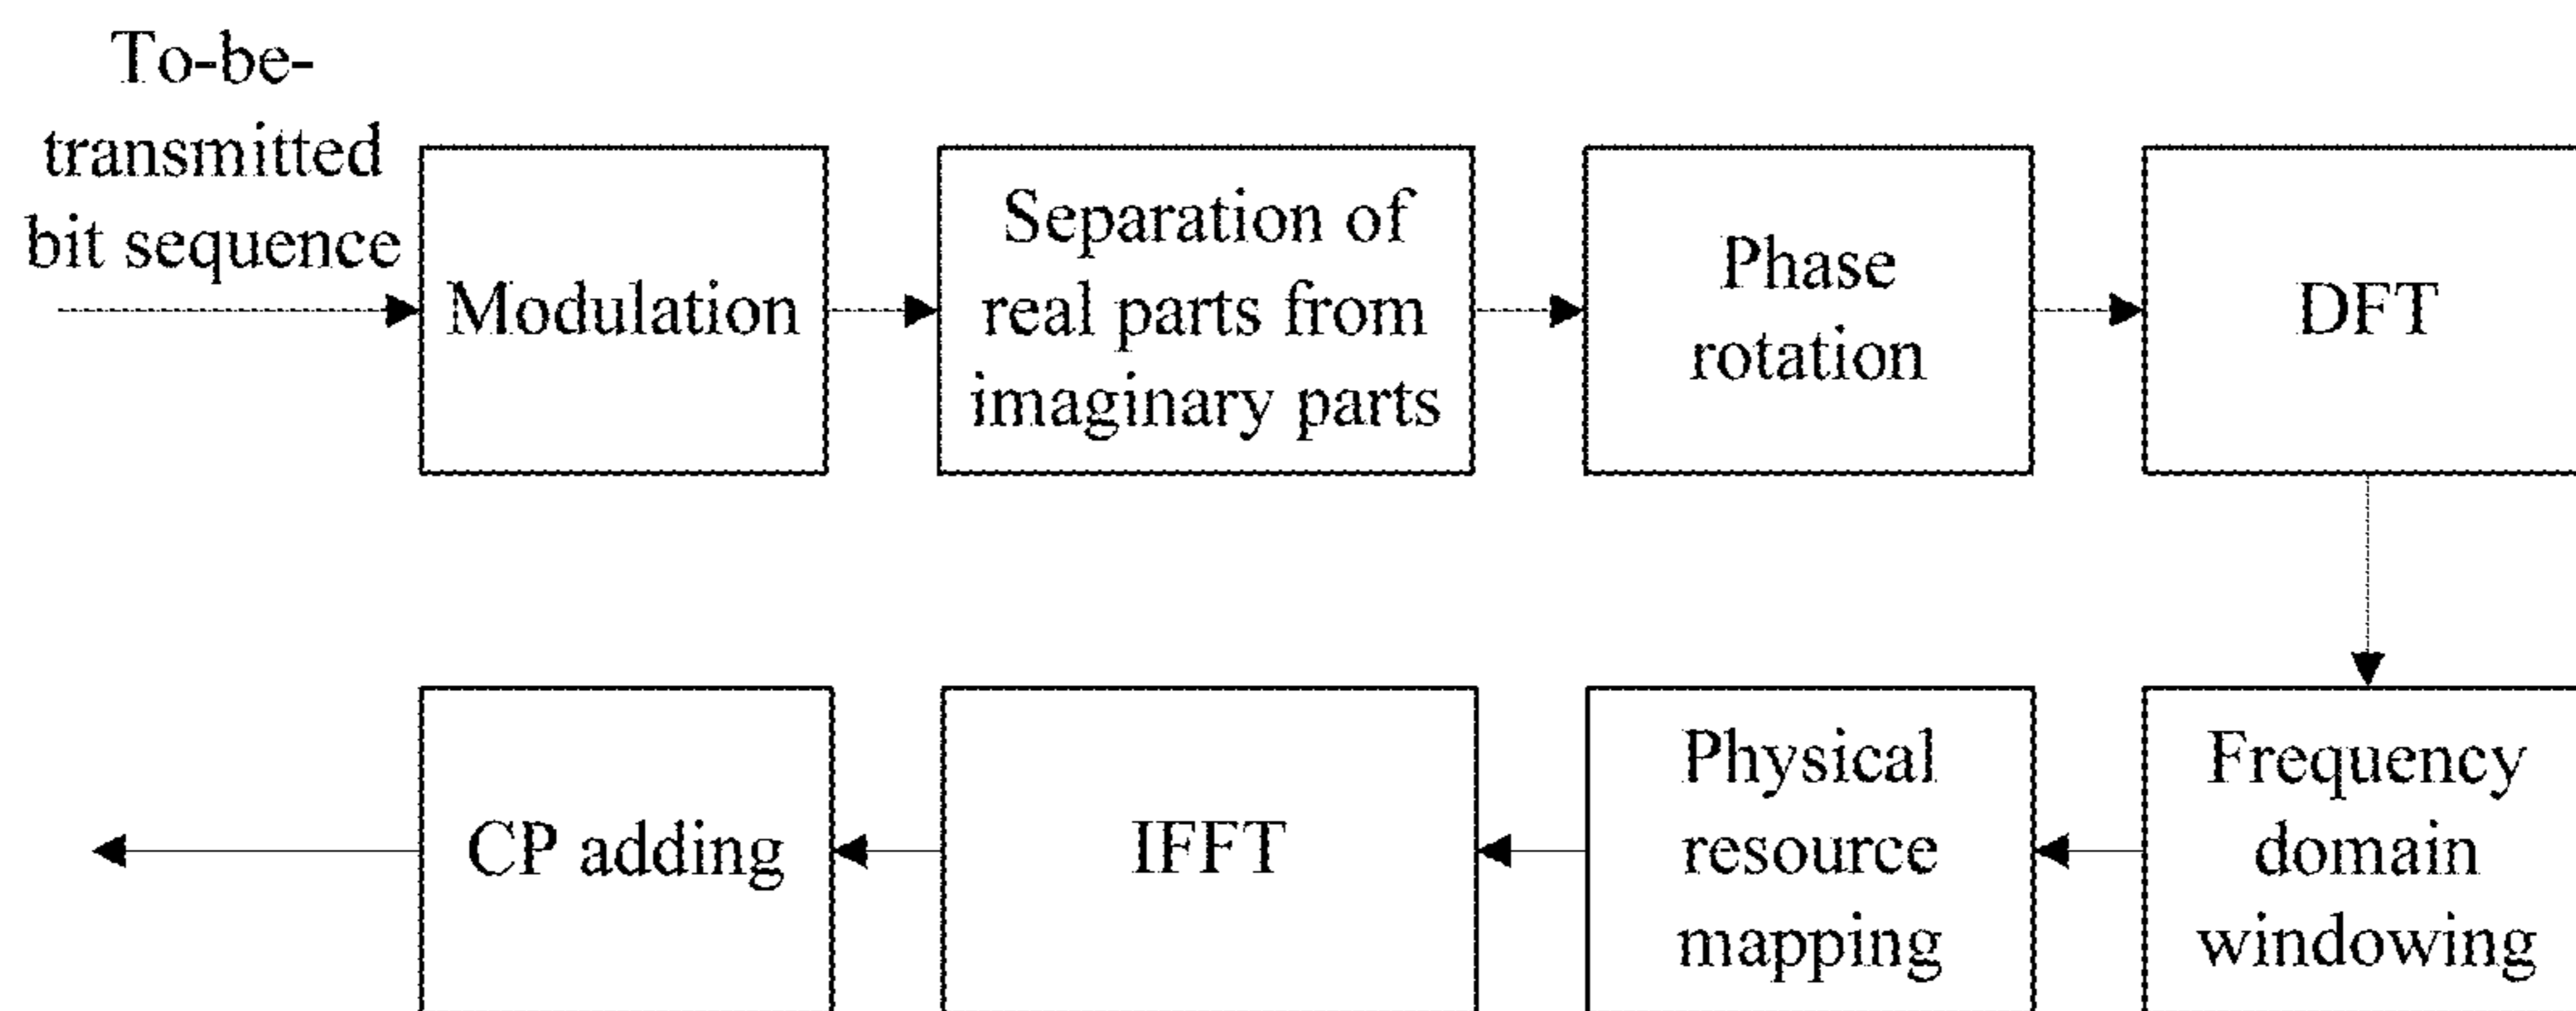 To-be-
transmitted
bit sequence
Modulation
Separation of
real parts from
imaginary parts
Phase
rotation
DFT
Frequency
domain
windowing
Physical
resource
mapping
IFFT
CP adding